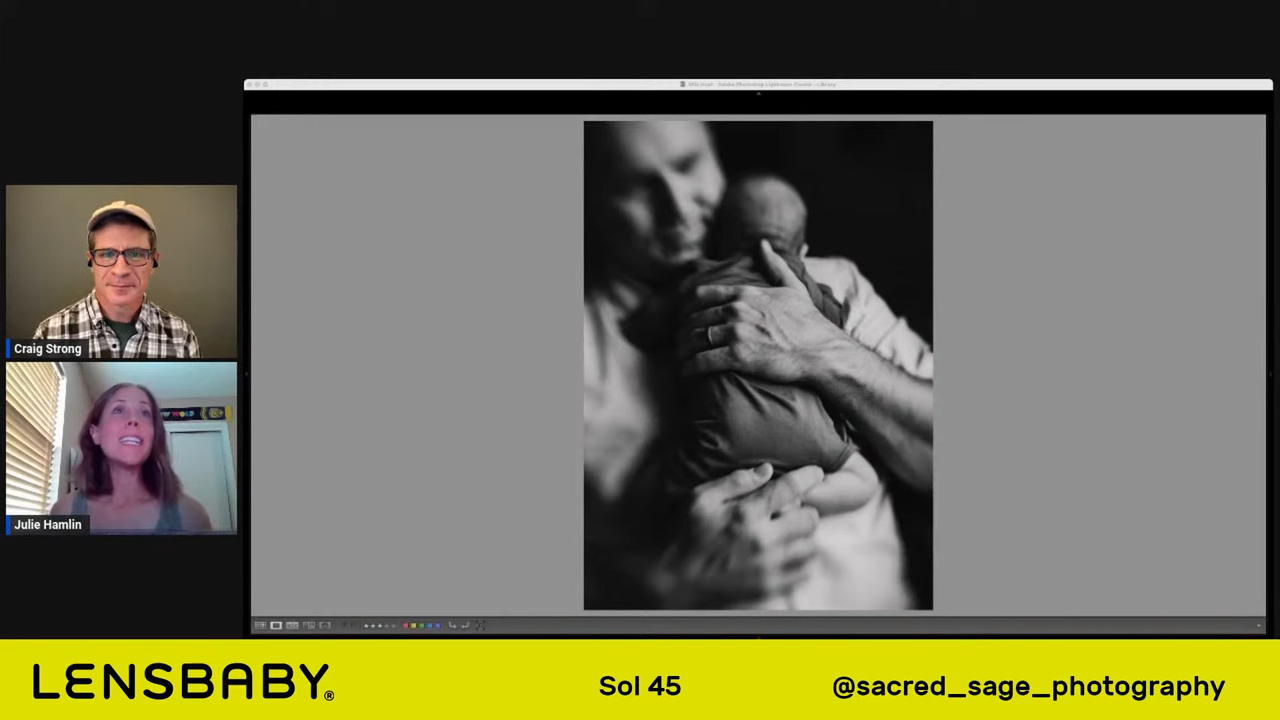 Craig Strong
Julie Hamlin
LENSBABY®
Sol 45
@sacred_sage_photography